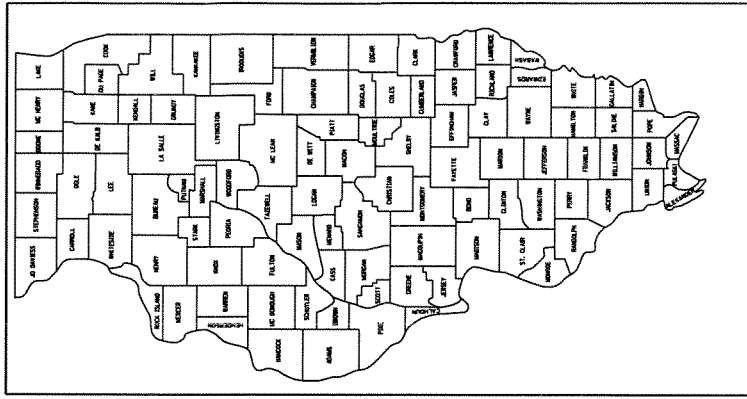 JO DAVIESS
STEPHENSON
WINNEBAGO
BOONE
MC HENRY
LAKE
CARROLL
OGLE
DE KALB
KANE
COOK
DU PAGE
WHITESIDE
LEE
KENDALL
WILL
ROCK ISLAND
HENRY
BUREAU
LA SALLE
GRUNDY
KANKAKEE
MERCER
PUTNAM
STARK
MARSHALL
LIVINGSTON
IROQUOIS
HENDERSON
WARREN
KNOX
PEORIA
WOODFORD
FORD
HANCOCK
MC DONOUGH
FULTON
TAZEWELL
MC LEAN
VERMILION
CHAMPAIGN
SCHUYLER
MASON
LOGAN
DE WITT
PIATT
ADAMS
BROWN
CASS
MENARD
MACON
DOUGLAS
EDGAR
PIKE
SCOTT
MORGAN
SANGAMON
CHRISTIAN
MOULTRIE
COLES
SHELBY
CLARK
CUMBERLAND
CALHOUN
GREENE
JERSEY
MACOUPIN
MONTGOMERY
FAYETTE
EFFINGHAM
JASPER
CRAWFORD
MADISON
BOND
CLINTON
MARION
CLAY
RICHLAND
LAWRENCE
ST. CLAIR
WASHINGTON
JEFFERSON
WAYNE
EDWARDS
WABASH
MONROE
RANDOLPH
PERRY
FRANKLIN
HAMILTON
WHITE
JACKSON
WILLIAMSON
SALINE
GALLATIN
UNION
JOHNSON
POPE
HARDIN
ALEXANDER
PULASKI
MASSAC